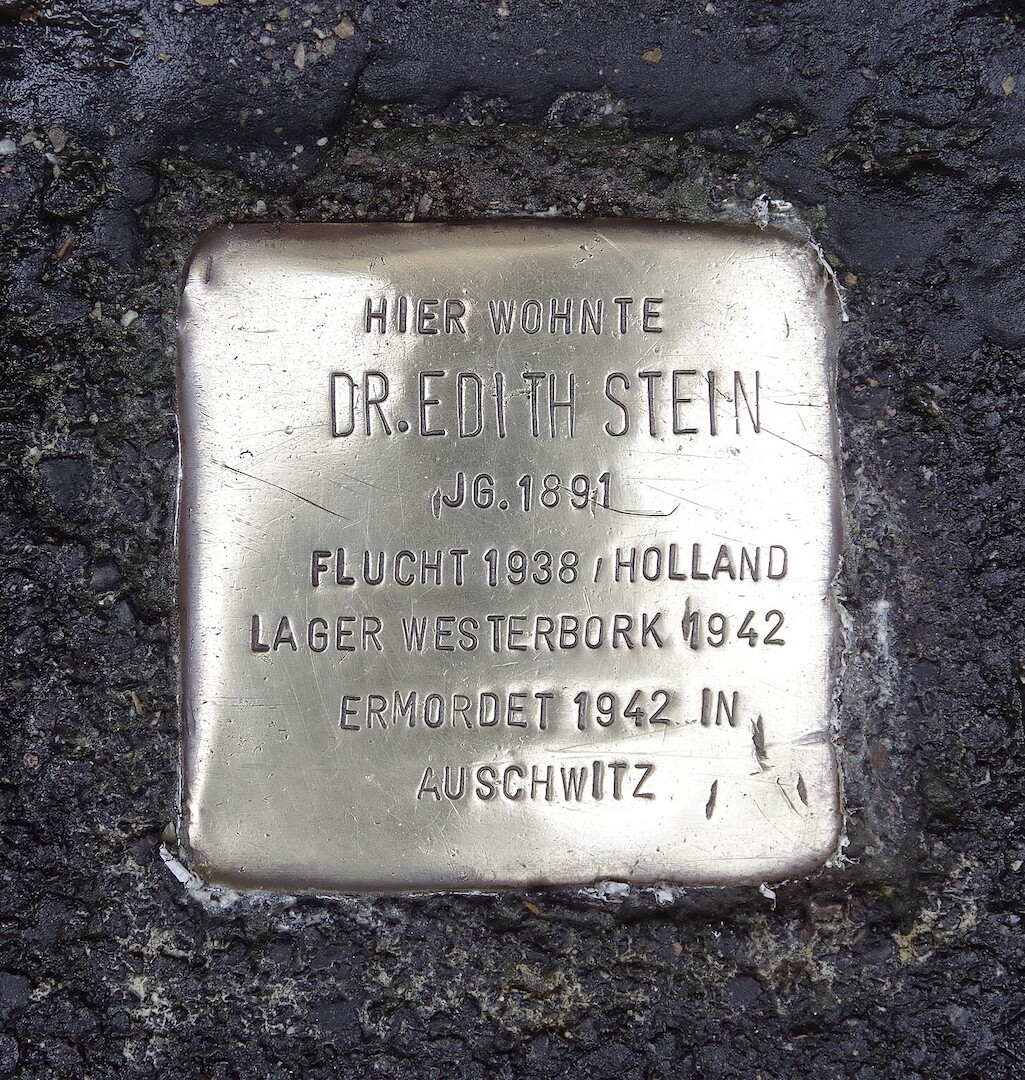 HIER WOHNTE
DR. EDITH STEIN
JG. 1891
FLUCHT 1938 / HOLLAND
LAGER WESTERBORK 1942
ERMORDET 1942 IN
AUSCHWITZ